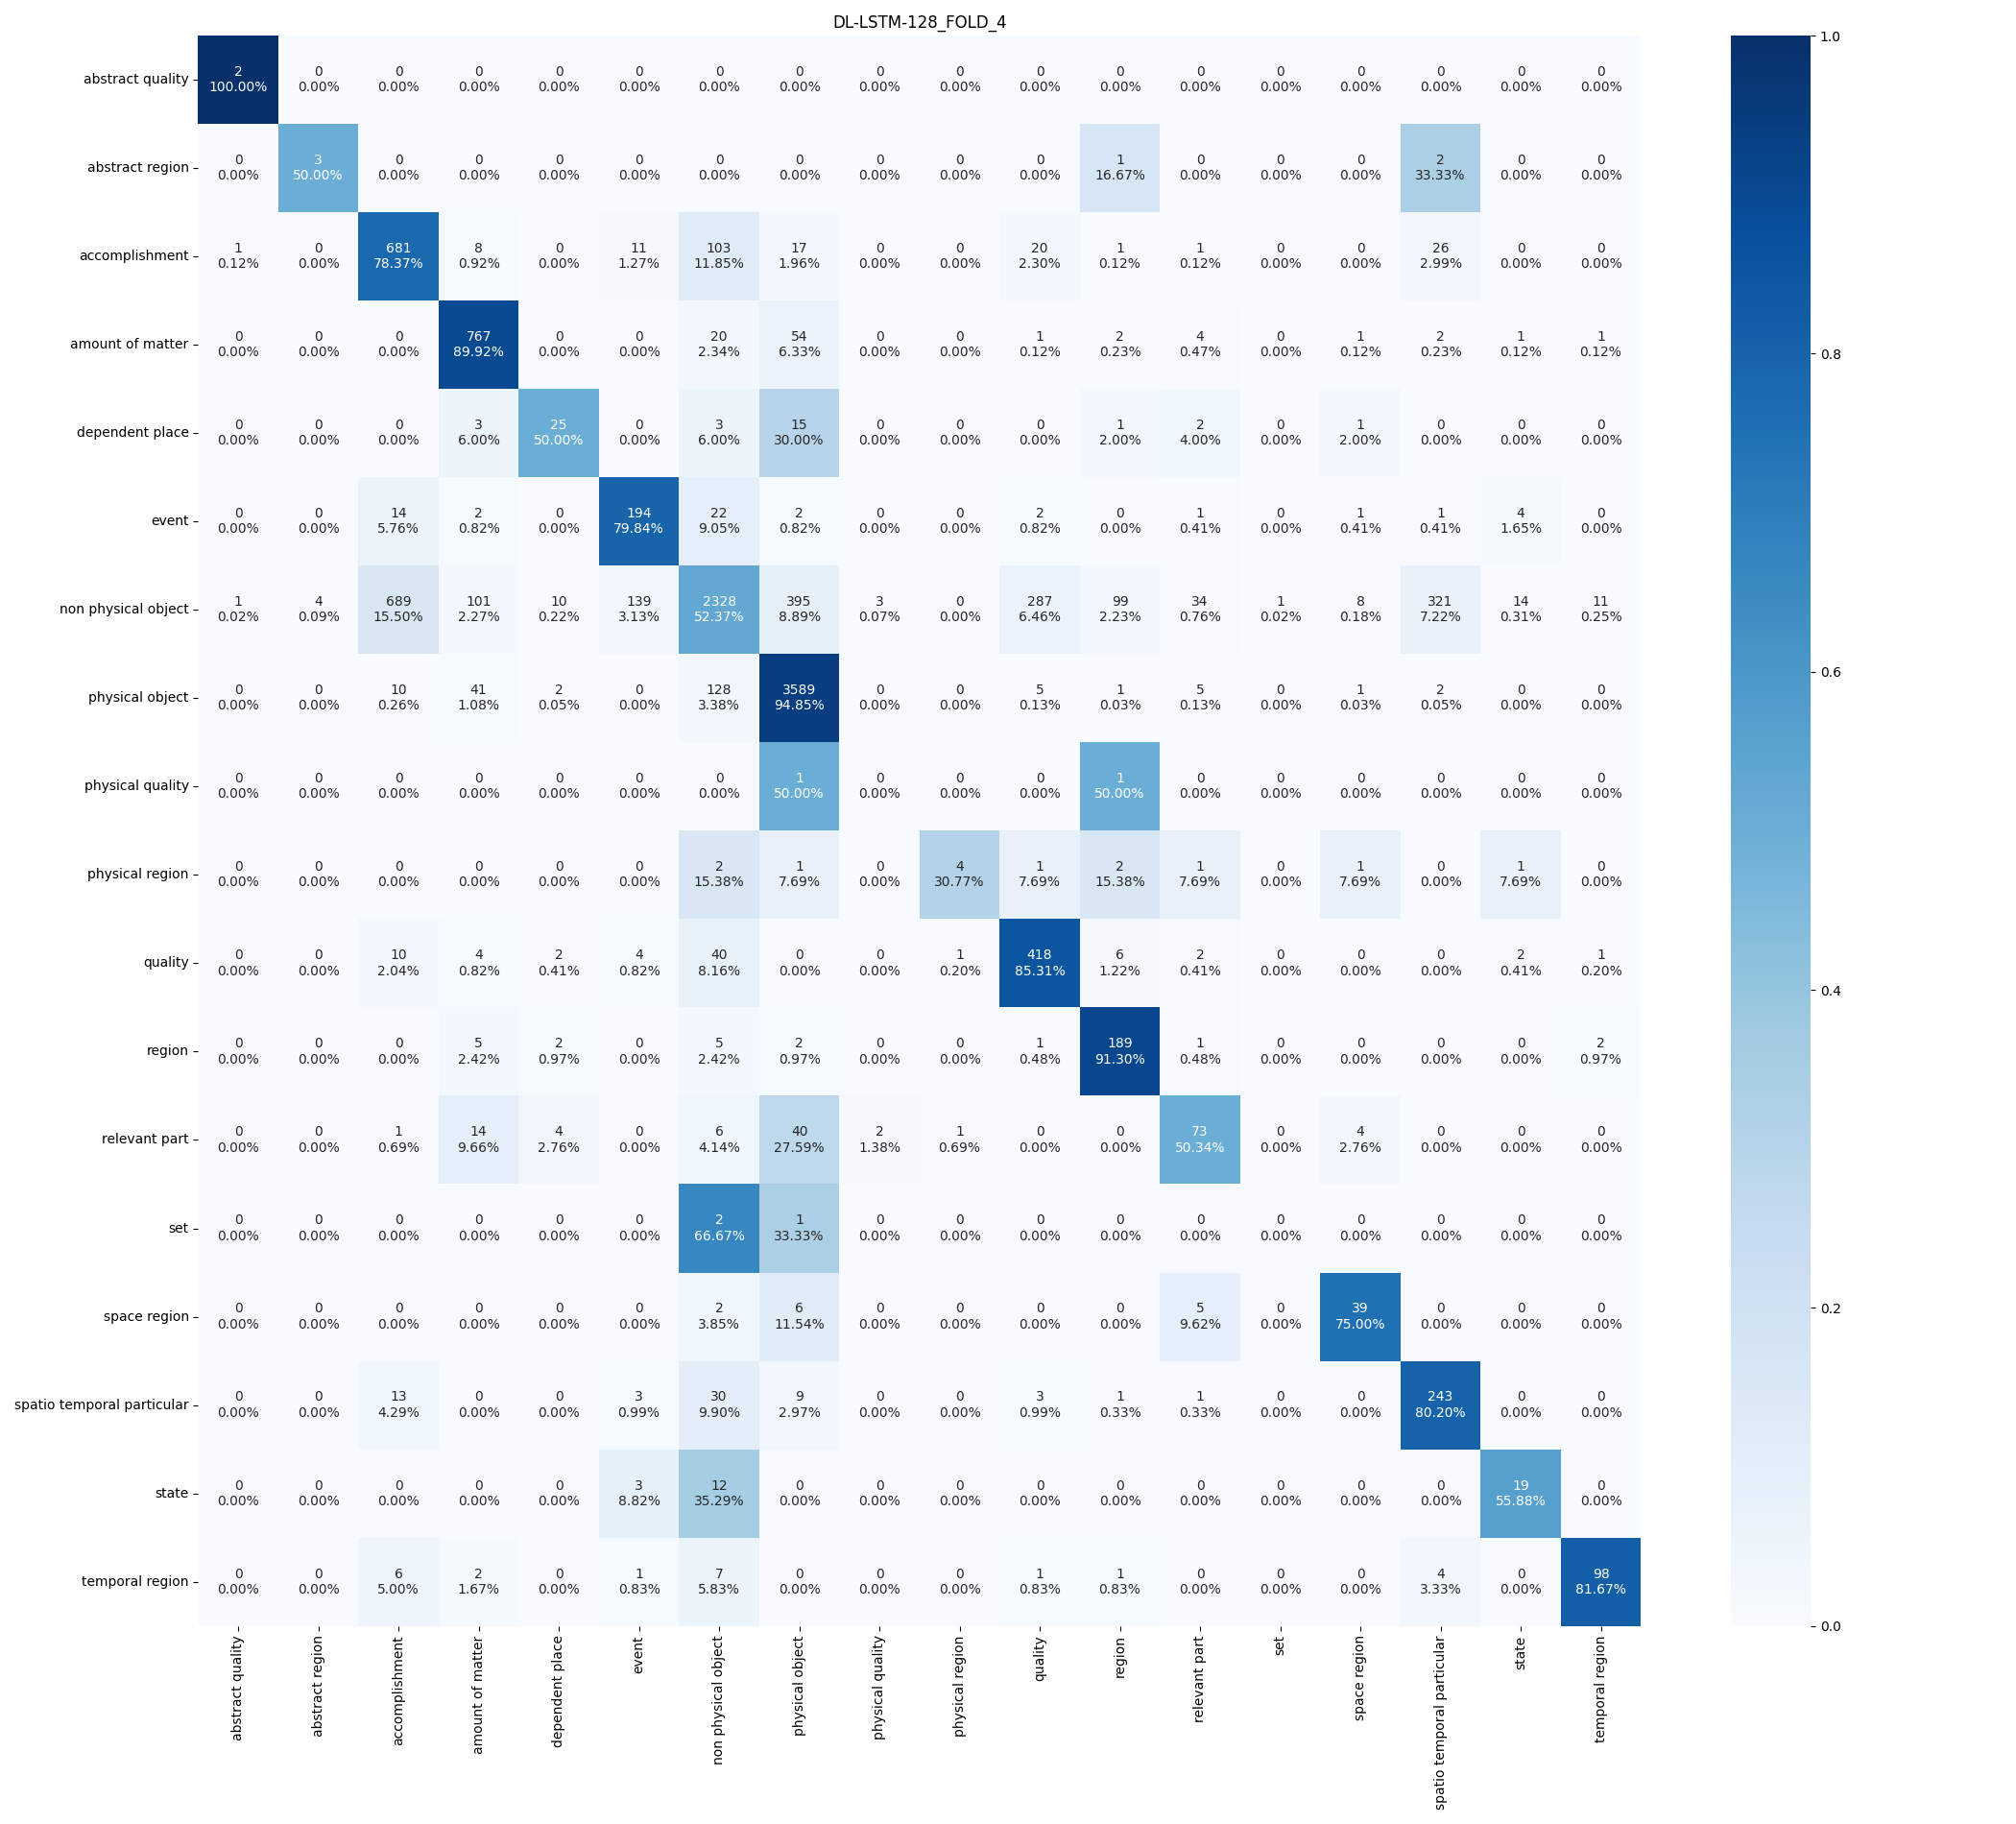 DL-LSTM-128_FOLD_4
abstract quality
2 0 0 0 0 0 0 0 0 0 0 0 0 0 0 0 0 0
100.00% 0.00% 0.00% 0.00% 0.00% 0.00% 0.00% 0.00% 0.00% 0.00% 0.00% 0.00% 0.00% 0.00% 0.00% 0.00% 0.00% 0.00%
abstract region
0 3 0 0 0 0 0 0 0 0 0 1 0 0 0 2 0 0
0.00% 50.00% 0.00% 0.00% 0.00% 0.00% 0.00% 0.00% 0.00% 0.00% 0.00% 16.67% 0.00% 0.00% 0.00% 33.33% 0.00% 0.00%
accomplishment
1 0 681 8 0 11 103 17 0 0 20 1 1 0 0 26 0 0
0.12% 0.00% 78.37% 0.92% 0.00% 1.27% 11.85% 1.96% 0.00% 0.00% 2.30% 0.12% 0.12% 0.00% 0.00% 2.99% 0.00% 0.00%
amount of matter
0 0 0 767 0 0 20 54 0 0 1 2 4 0 1 2 1 1
0.00% 0.00% 0.00% 89.92% 0.00% 0.00% 2.34% 6.33% 0.00% 0.00% 0.12% 0.23% 0.47% 0.00% 0.12% 0.23% 0.12% 0.12%
dependent place
0 0 0 3 25 0 3 15 0 0 0 1 2 0 1 0 0 0
0.00% 0.00% 0.00% 6.00% 50.00% 0.00% 6.00% 30.00% 0.00% 0.00% 0.00% 2.00% 4.00% 0.00% 2.00% 0.00% 0.00% 0.00%
event
0 0 14 2 0 194 22 2 0 0 2 0 1 0 1 1 4 0
0.00% 0.00% 5.76% 0.82% 0.00% 79.84% 9.05% 0.82% 0.00% 0.00% 0.82% 0.00% 0.41% 0.00% 0.41% 0.41% 1.65% 0.00%
non physical object
1 4 689 101 10 139 2328 395 3 0 287 99 34 1 8 321 14 11
0.02% 0.09% 15.50% 2.27% 0.22% 3.13% 52.37% 8.89% 0.07% 0.00% 6.46% 2.23% 0.76% 0.02% 0.18% 7.22% 0.31% 0.25%
physical object
0 0 10 41 2 0 128 3589 0 0 5 1 5 0 1 2 0 0
0.00% 0.00% 0.26% 1.08% 0.05% 0.00% 3.38% 94.85% 0.00% 0.00% 0.13% 0.03% 0.13% 0.00% 0.03% 0.05% 0.00% 0.00%
physical quality
0 0 0 0 0 0 0 1 0 0 0 1 0 0 0 0 0 0
0.00% 0.00% 0.00% 0.00% 0.00% 0.00% 0.00% 50.00% 0.00% 0.00% 0.00% 50.00% 0.00% 0.00% 0.00% 0.00% 0.00% 0.00%
physical region
0 0 0 0 0 0 2 1 0 4 1 2 1 0 1 0 1 0
0.00% 0.00% 0.00% 0.00% 0.00% 0.00% 15.38% 7.69% 0.00% 30.77% 7.69% 15.38% 7.69% 0.00% 7.69% 0.00% 7.69% 0.00%
quality
0 0 10 4 2 4 40 0 0 1 418 6 2 0 0 0 2 1
0.00% 0.00% 2.04% 0.82% 0.41% 0.82% 8.16% 0.00% 0.00% 0.20% 85.31% 1.22% 0.41% 0.00% 0.00% 0.00% 0.41% 0.20%
region
0 0 0 5 2 0 5 2 0 0 1 189 1 0 0 0 0 2
0.00% 0.00% 0.00% 2.42% 0.97% 0.00% 2.42% 0.97% 0.00% 0.00% 0.48% 91.30% 0.48% 0.00% 0.00% 0.00% 0.00% 0.97%
relevant part
0 0 1 14 4 0 6 40 2 1 0 0 73 0 4 0 0 0
0.00% 0.00% 0.69% 9.66% 2.76% 0.00% 4.14% 27.59% 1.38% 0.69% 0.00% 0.00% 50.34% 0.00% 2.76% 0.00% 0.00% 0.00%
set
0 0 0 0 0 0 2 1 0 0 0 0 0 0 0 0 0 0
0.00% 0.00% 0.00% 0.00% 0.00% 0.00% 66.67% 33.33% 0.00% 0.00% 0.00% 0.00% 0.00% 0.00% 0.00% 0.00% 0.00% 0.00%
space region
0 0 0 0 0 0 2 6 0 0 0 0 5 0 39 0 0 0
0.00% 0.00% 0.00% 0.00% 0.00% 0.00% 3.85% 11.54% 0.00% 0.00% 0.00% 0.00% 9.62% 0.00% 75.00% 0.00% 0.00% 0.00%
spatio temporal particular
0 0 13 0 0 3 30 9 0 0 3 1 1 0 0 243 0 0
0.00% 0.00% 4.29% 0.00% 0.00% 0.99% 9.90% 2.97% 0.00% 0.00% 0.99% 0.33% 0.33% 0.00% 0.00% 80.20% 0.00% 0.00%
state
0 0 0 0 0 3 12 0 0 0 0 0 0 0 0 0 19 0
0.00% 0.00% 0.00% 0.00% 0.00% 8.82% 35.29% 0.00% 0.00% 0.00% 0.00% 0.00% 0.00% 0.00% 0.00% 0.00% 55.88% 0.00%
temporal region
0 0 6 2 0 1 7 0 0 0 1 1 0 0 0 4 0 98
0.00% 0.00% 5.00% 1.67% 0.00% 0.83% 5.83% 0.00% 0.00% 0.00% 0.83% 0.83% 0.00% 0.00% 0.00% 3.33% 0.00% 81.67%
abstract quality
abstract region
accomplishment
amount of matter
dependent place
event
non physical object
physical object
physical quality
physical region
quality
region
relevant part
set
space region
spatio temporal particular
state
temporal region
1.0
0.8
0.6
0.4
0.2
0.0